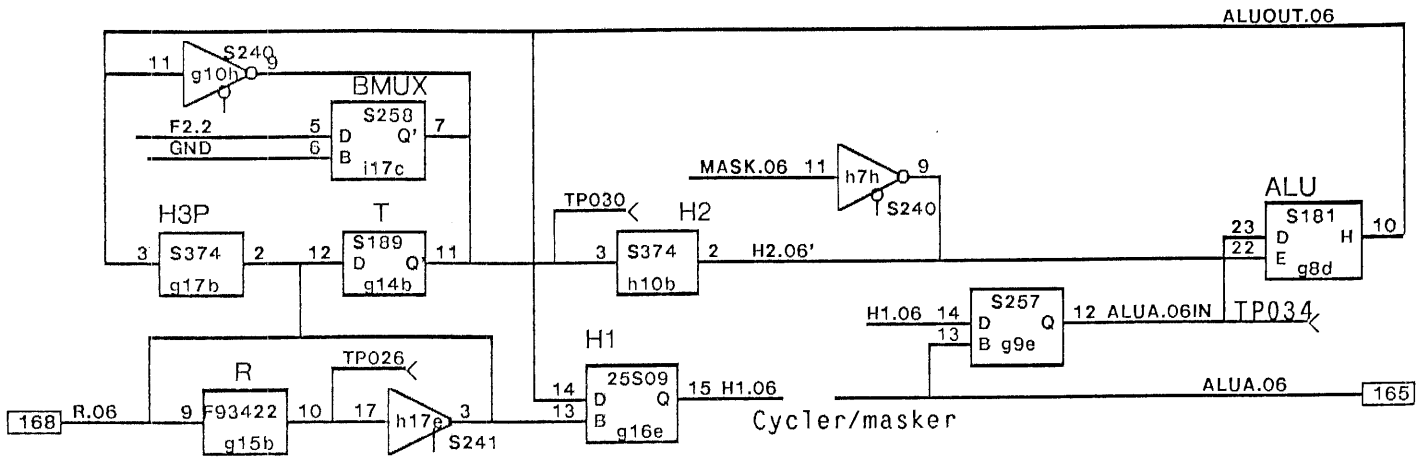 ALUOUT.06
S240
11 g10h 9
BMUX
S258
F2.2 5 D Q' 7
GND 6 B
i17c
MASK.06 11 h7h 9
S240
ALU
S181
23 D H 10
22 E
g8d
H3P
3 S374 2
g17b
T
S189
12 D Q' 11
g14b
TP030
H2
3 S374 2 H2.06'
h10b
S257
H1.06 14 D Q 12 ALUA.06IN TP034
13 B
g9e
R
R.06
168
9 F93422 10
g15b
TP026
17 h17e 3
S241
H1
25S09
14 D Q 15 H1.06
13 B
g16e
Cycler/masker
ALUA.06
165